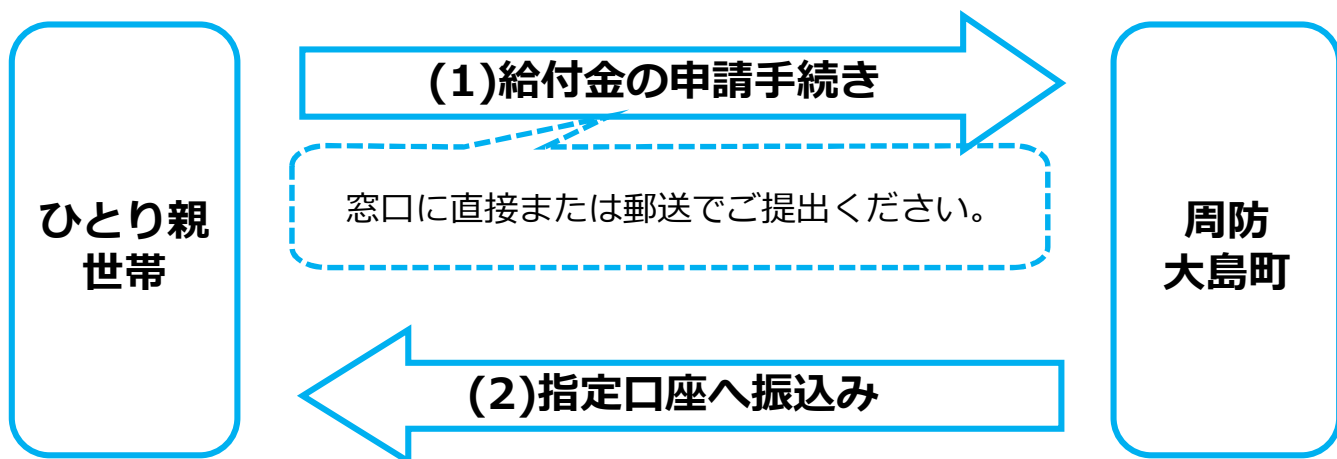 (1)給付金の申請手続き
窓口に直接または郵送でご提出ください。
ひとり親
世帯
周防
大島町
(2)指定口座へ振込み